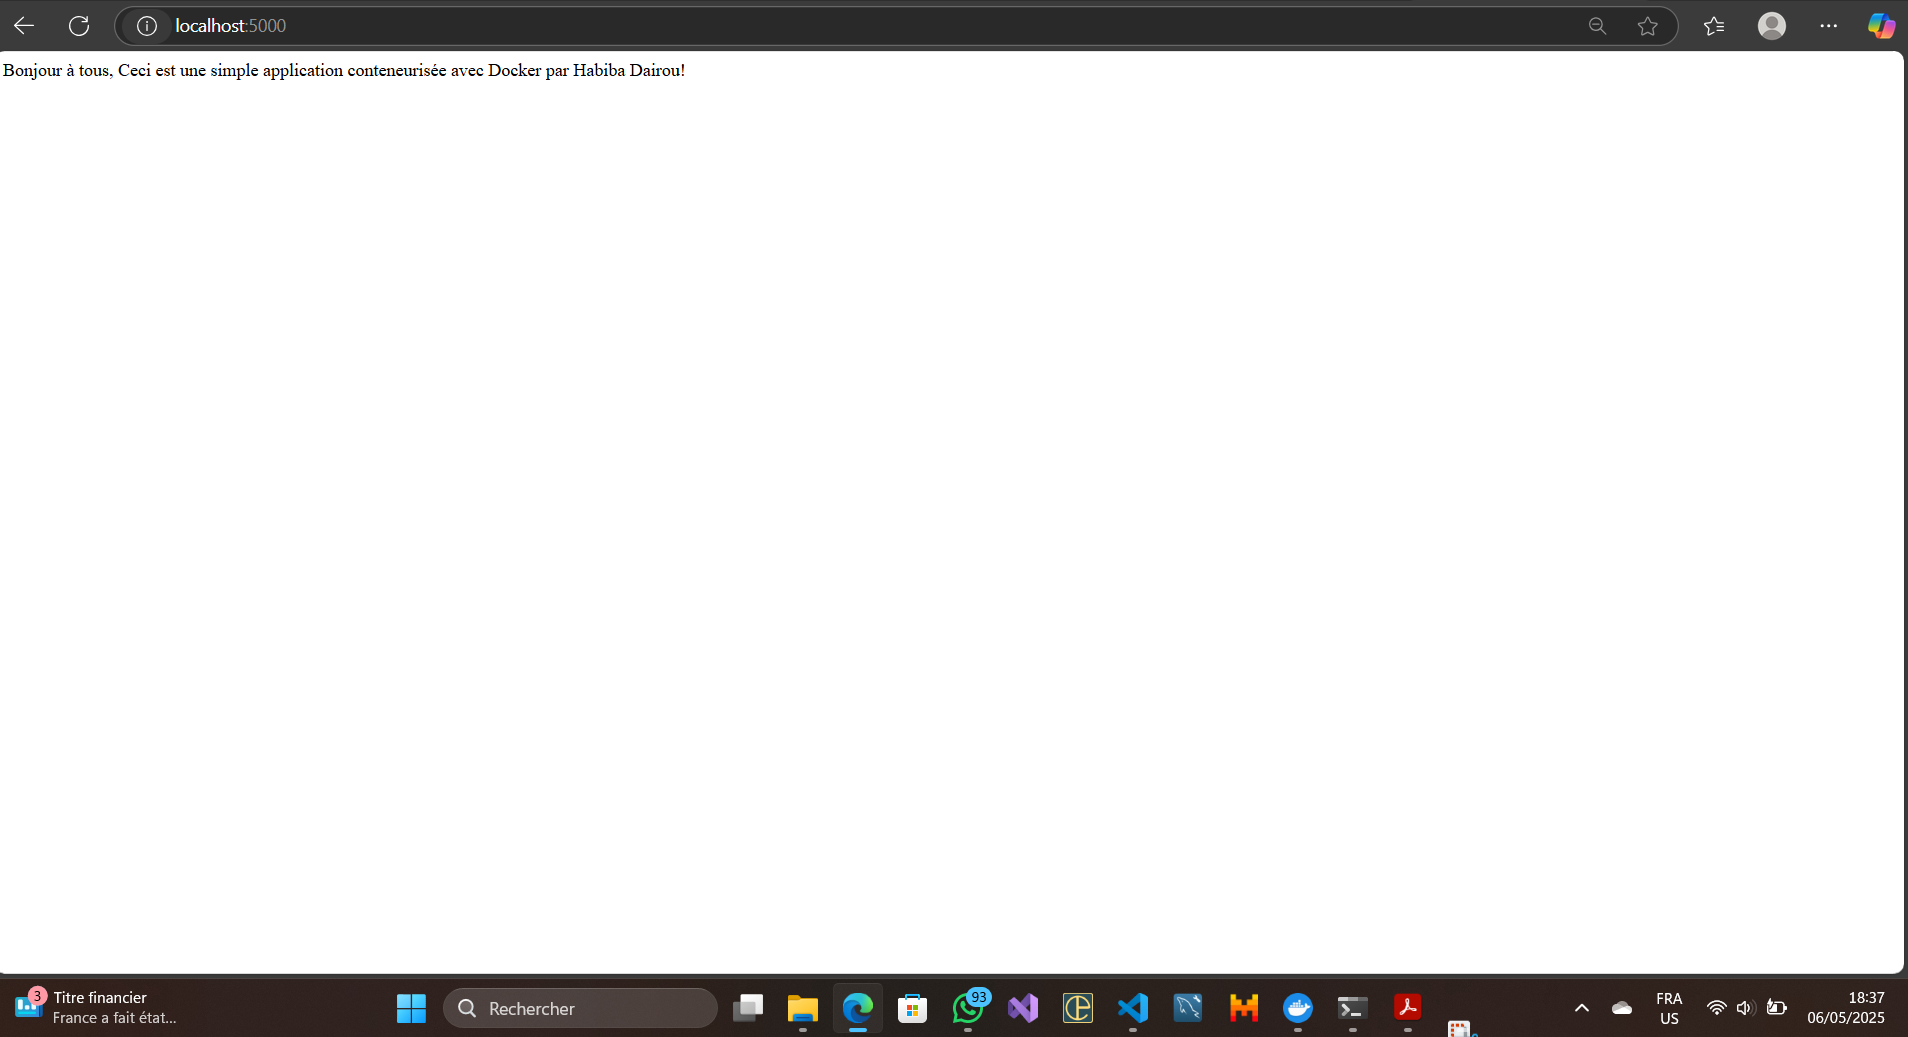 localhost:5000
Bonjour à tous, Ceci est une simple application conteneurisée avec Docker par Habiba Dairou!
3
Titre financier
France a fait état...
Rechercher
93
FRA
US
18:37
06/05/2025